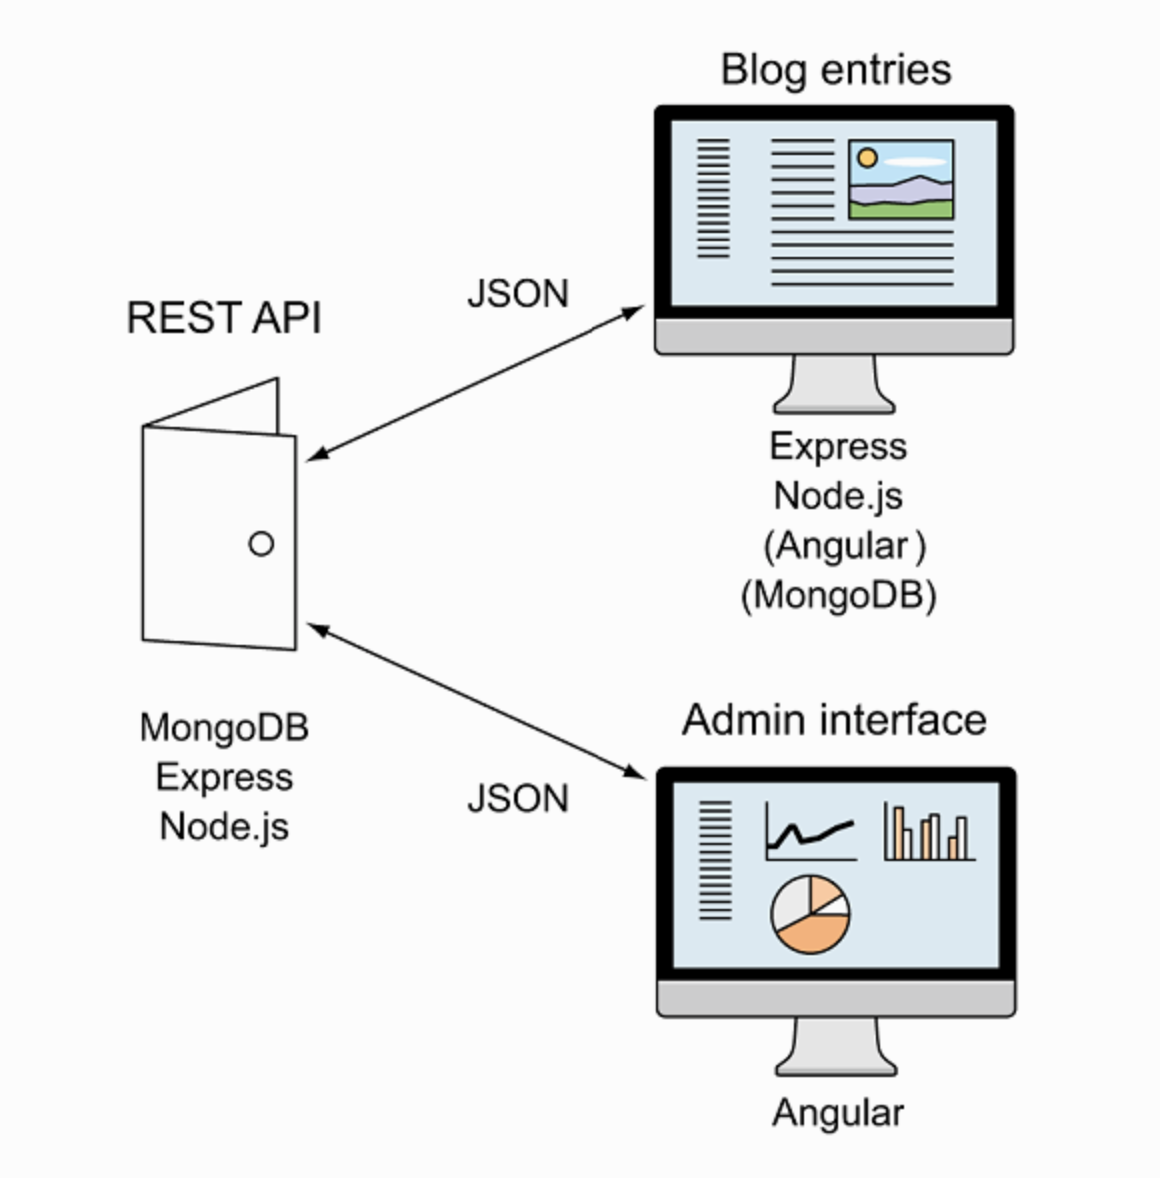 Blog entries
JSON
REST API
Express
Node.js
(Angular )
(MongoDB)
MongoDB
Express
Node.js
JSON
Admin interface
Angular